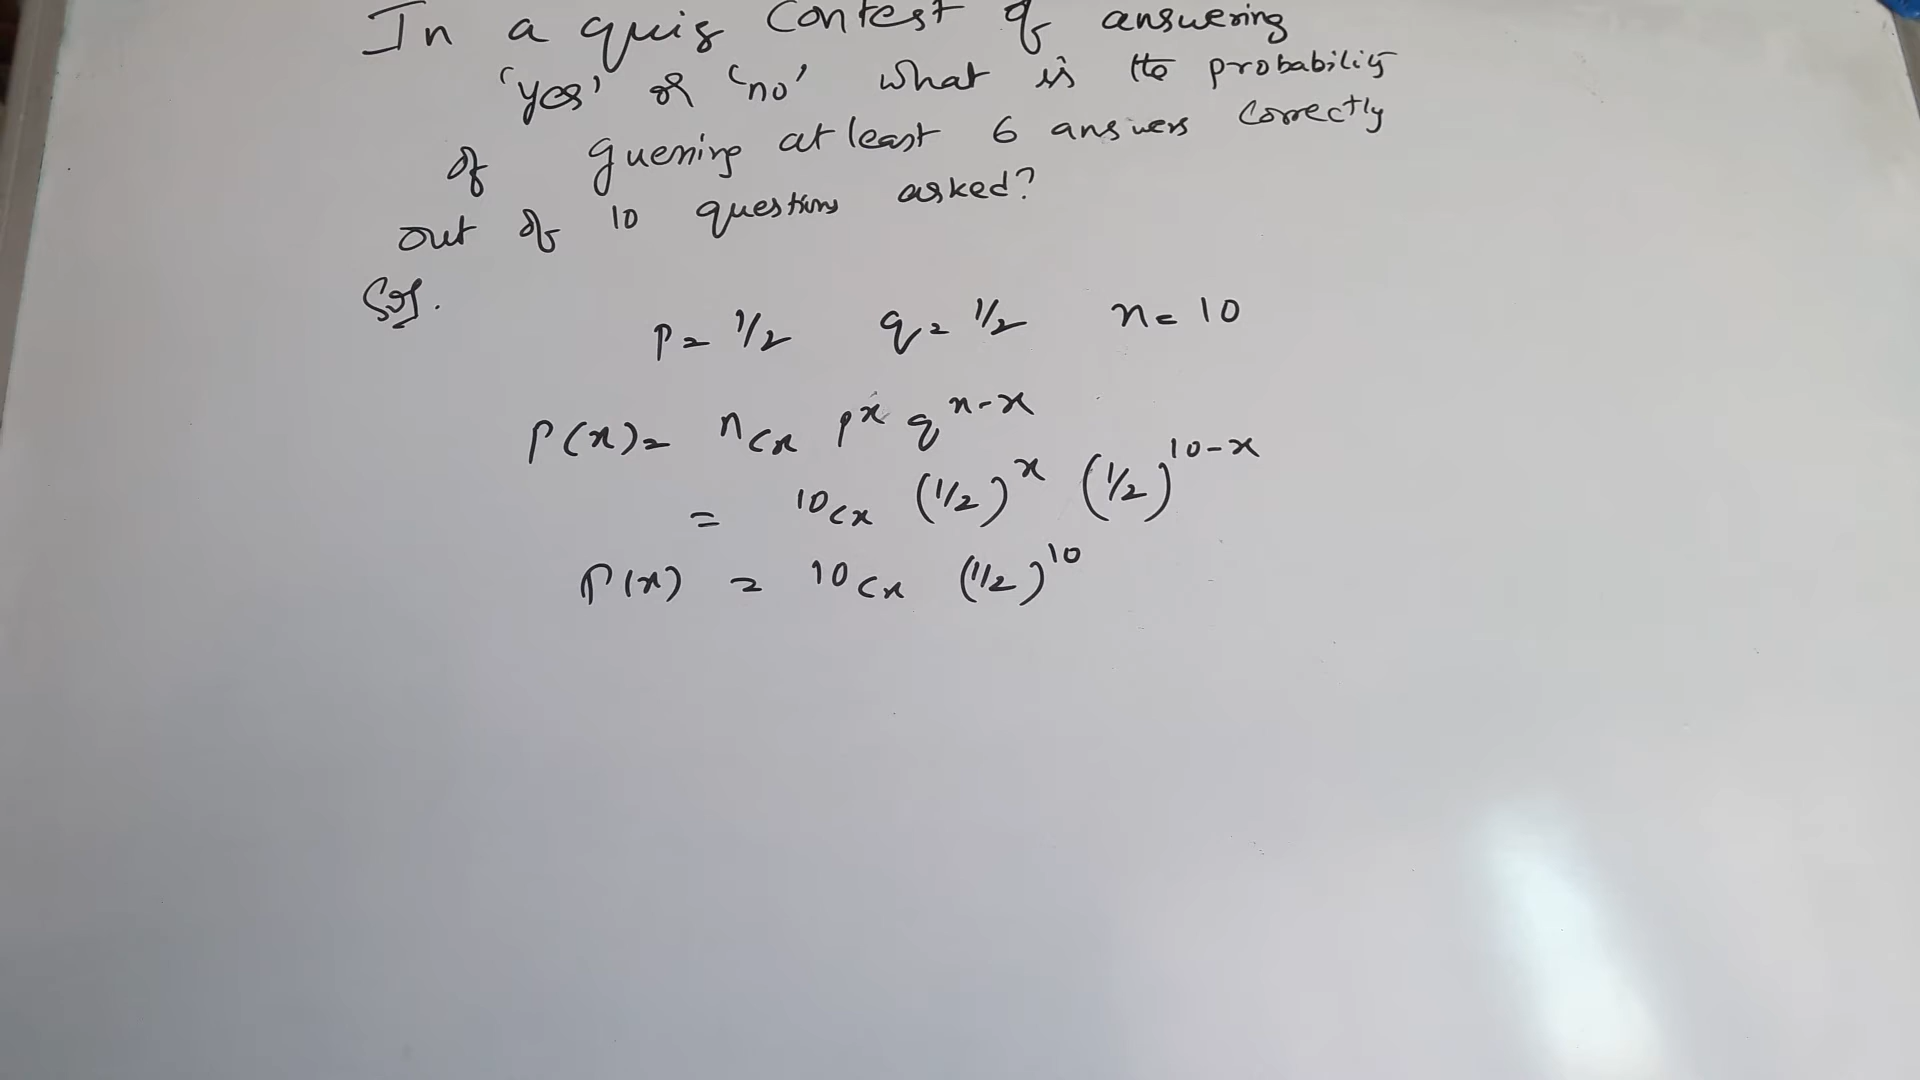 In a quiz contest of answering
'yes' or 'no' what is the probability
of guessing at least 6 answers correctly
out of 10 questions asked?
Sol.
P = 1/2 q = 1/2 n = 10
P(x) = nCx p^x q^n-x
= 10Cx (1/2)^x (1/2)^10-x
P(x) = 10Cx (1/2)^10